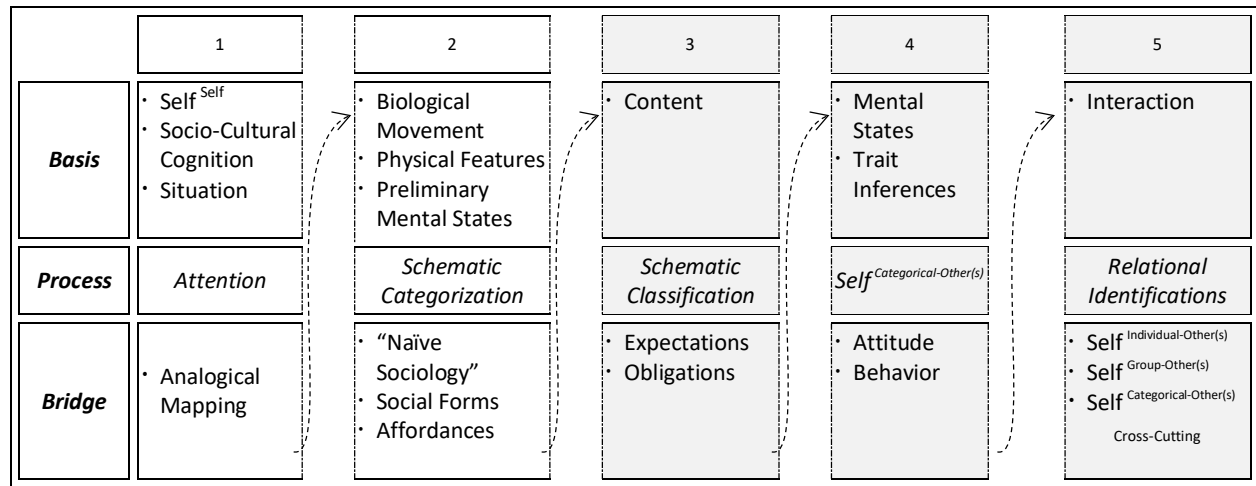 1 2 3 4 5
Basis
· Self Self
· Socio-Cultural
Cognition
· Situation
· Biological
Movement
· Physical Features
· Preliminary
Mental States
· Content
· Mental
States
· Trait
Inferences
· Interaction
Process
Attention
Schematic
Categorization
Schematic
Classification
Self Categorical-Other(s)
Relational
Identifications
Bridge
· Analogical
Mapping
· “Naïve
Sociology”
· Social Forms
· Affordances
· Expectations
· Obligations
· Attitude
· Behavior
· Self Individual-Other(s)
· Self Group-Other(s)
· Self Categorical-Other(s)
Cross-Cutting